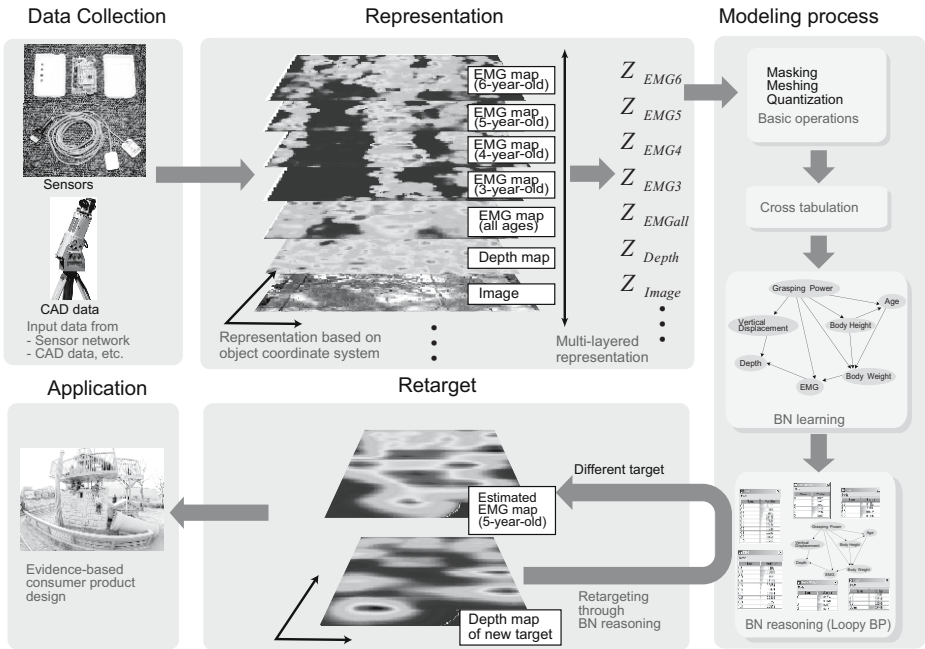 Data Collection
Representation
Modeling process
Sensors
CAD data
Input data from
- Sensor network
- CAD data, etc.
EMG map
(6-year-old)
EMG map
(5-year-old)
EMG map
(4-year-old)
EMG map
(3-year-old)
EMG map
(all ages)
Depth map
Image
Representation based on
object coordinate system
Z EMG6
Z EMG5
Z EMG4
Z EMG3
Z EMGall
Z Depth
Z Image
Multi-layered
representation
Masking
Meshing
Quantization
Basic operations
Cross tabulation
Grasping Power
Age
Vertical
Displacement
Body Height
Depth
Body Weight
EMG
BN learning
Grasping Power
Age
Vertical
Displacement
Body Height
Depth
Body Weight
EMG
BN reasoning (Loopy BP)
Application
Retarget
Evidence-based
consumer product
design
Estimated
EMG map
(5-year-old)
Different target
Depth map
of new target
Retargeting
through
BN reasoning